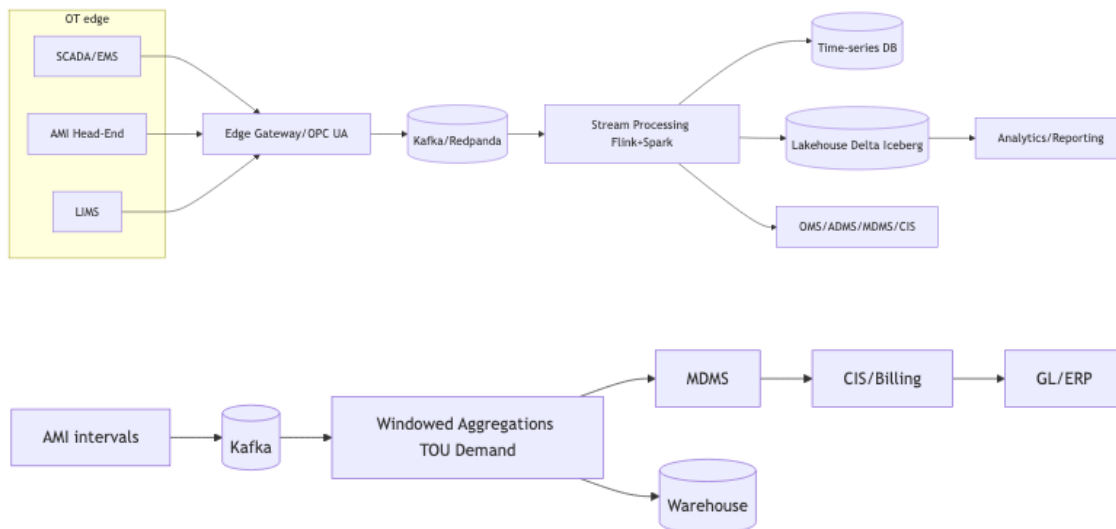 OT edge
SCADA/EMS
AMI Head-End
LIMS
Edge Gateway/OPC UA
Kafka/Redpanda
Stream Processing
Flink+Spark
Time-series DB
Lakehouse Delta Iceberg
Analytics/Reporting
OMS/ADMS/MDMS/CIS
AMI intervals
Kafka
Windowed Aggregations
TOU Demand
MDMS
CIS/Billing
GL/ERP
Warehouse